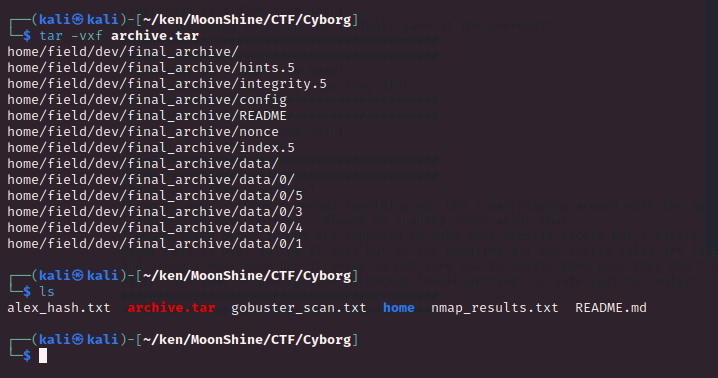 ┌──(kali㉿kali)-[~/ken/MoonShine/CTF/Cyborg]
└─$ tar -vxf archive.tar
home/field/dev/final_archive/
home/field/dev/final_archive/hints.5
home/field/dev/final_archive/integrity.5
home/field/dev/final_archive/config
home/field/dev/final_archive/README
home/field/dev/final_archive/nonce
home/field/dev/final_archive/index.5
home/field/dev/final_archive/data/
home/field/dev/final_archive/data/0/
home/field/dev/final_archive/data/0/5
home/field/dev/final_archive/data/0/3
home/field/dev/final_archive/data/0/4
home/field/dev/final_archive/data/0/1
┌──(kali㉿kali)-[~/ken/MoonShine/CTF/Cyborg]
└─$ ls
alex_hash.txt archive.tar gobuster_scan.txt home nmap_results.txt README.md
┌──(kali㉿kali)-[~/ken/MoonShine/CTF/Cyborg]
└─$